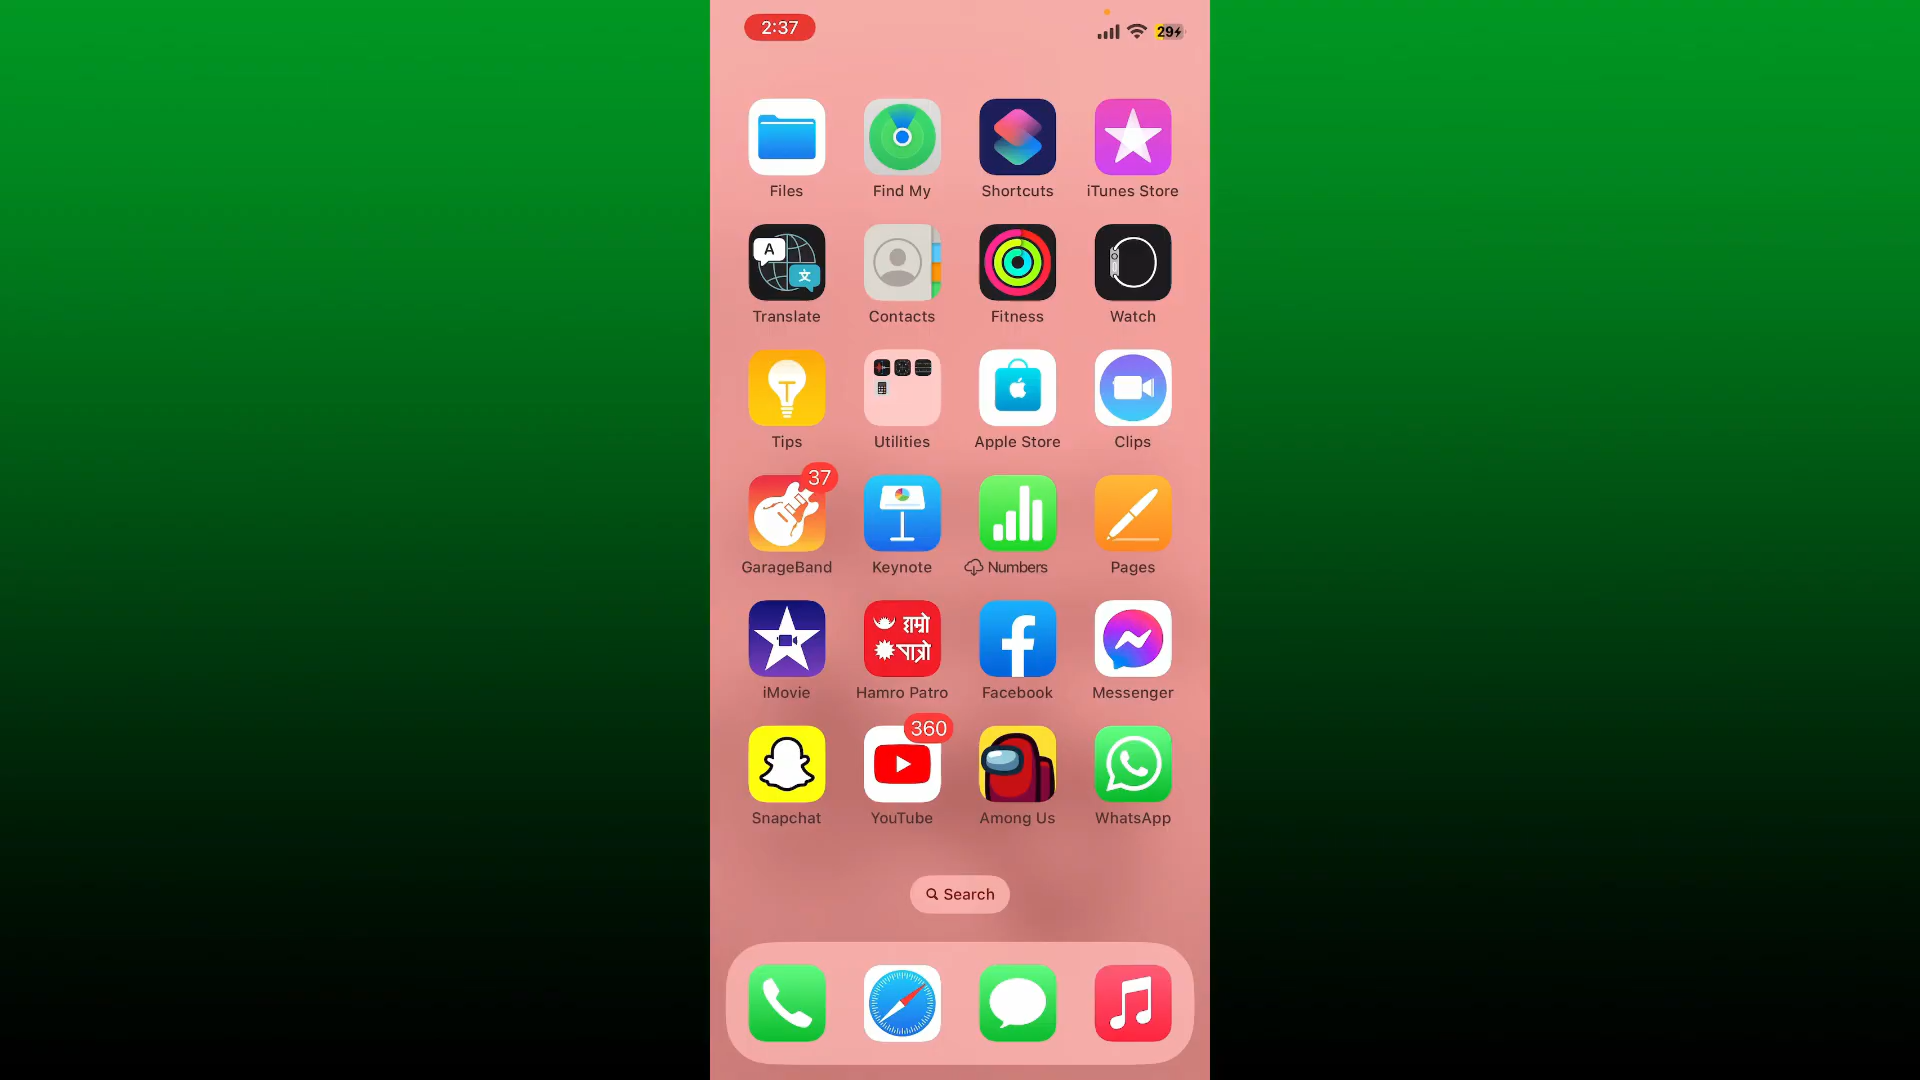 2:37
29
Files
Find My
Shortcuts
iTunes Store
A
文
Translate
Contacts
Fitness
Watch
Tips
Utilities
Apple Store
Clips
37
GarageBand
Keynote
Numbers
Pages
हाम्रो
पात्रो
iMovie
Hamro Patro
Facebook
Messenger
360
Snapchat
YouTube
Among Us
WhatsApp
Search